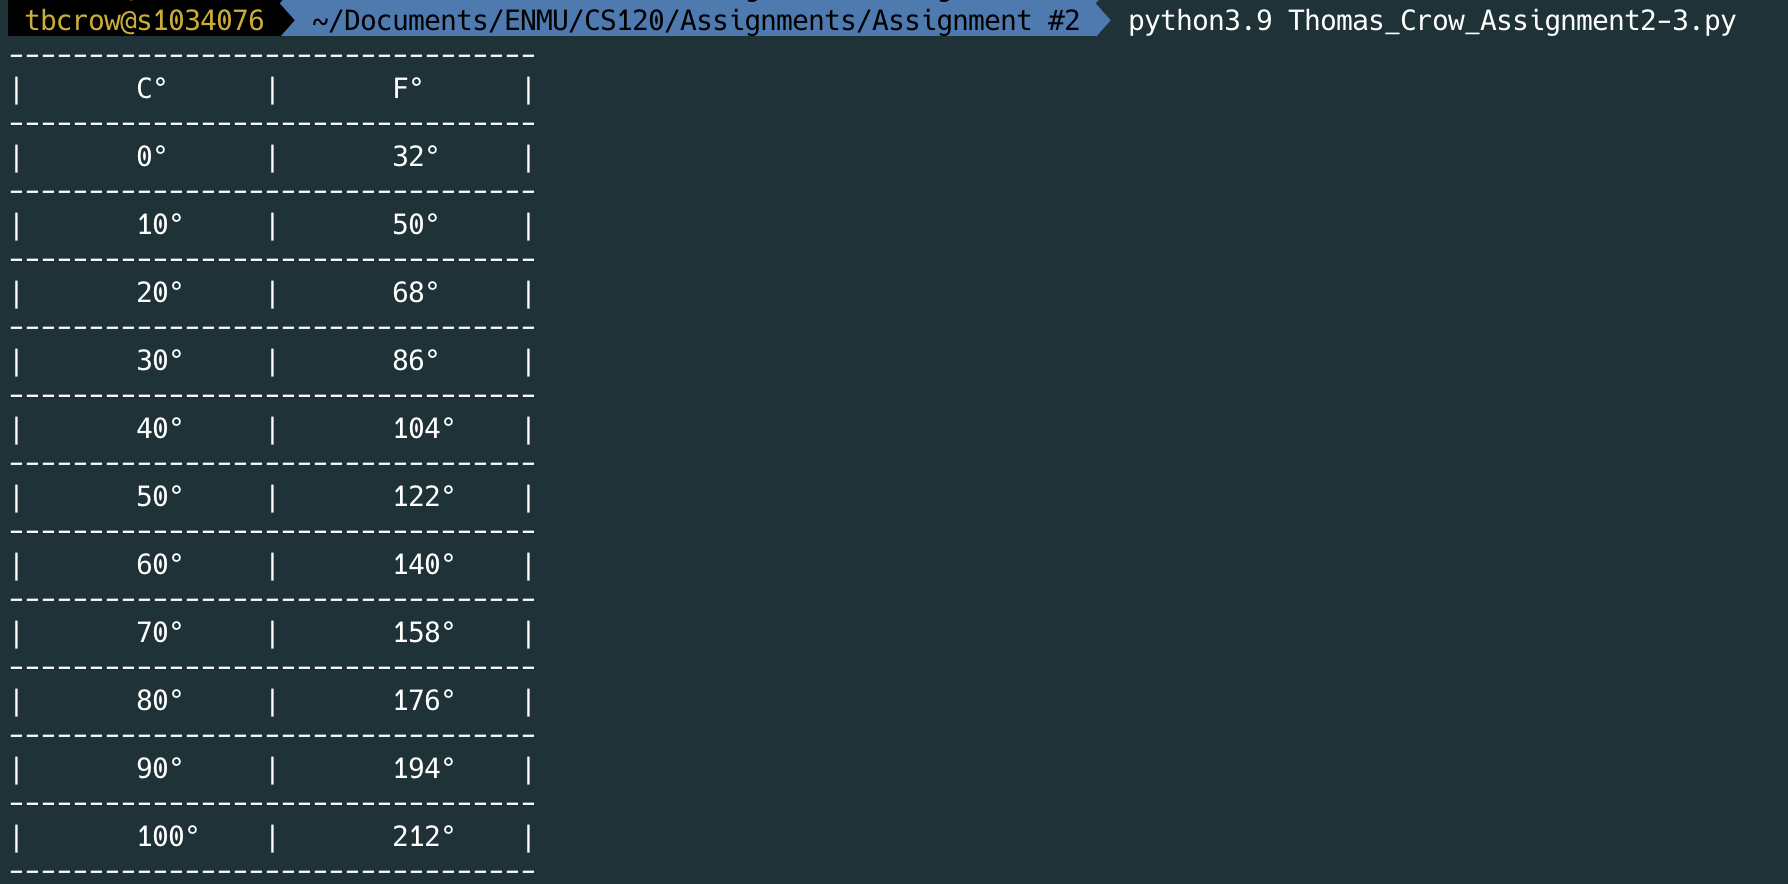 tbcrow@s1034076 ~/Documents/ENMU/CS120/Assignments/Assignment #2 python3.9 Thomas_Crow_Assignment2-3.py
---------------------------------
|       C°      |       F°      |
---------------------------------
|       0°      |       32°     |
---------------------------------
|       10°     |       50°     |
---------------------------------
|       20°     |       68°     |
---------------------------------
|       30°     |       86°     |
---------------------------------
|       40°     |       104°    |
---------------------------------
|       50°     |       122°    |
---------------------------------
|       60°     |       140°    |
---------------------------------
|       70°     |       158°    |
---------------------------------
|       80°     |       176°    |
---------------------------------
|       90°     |       194°    |
---------------------------------
|       100°    |       212°    |
---------------------------------